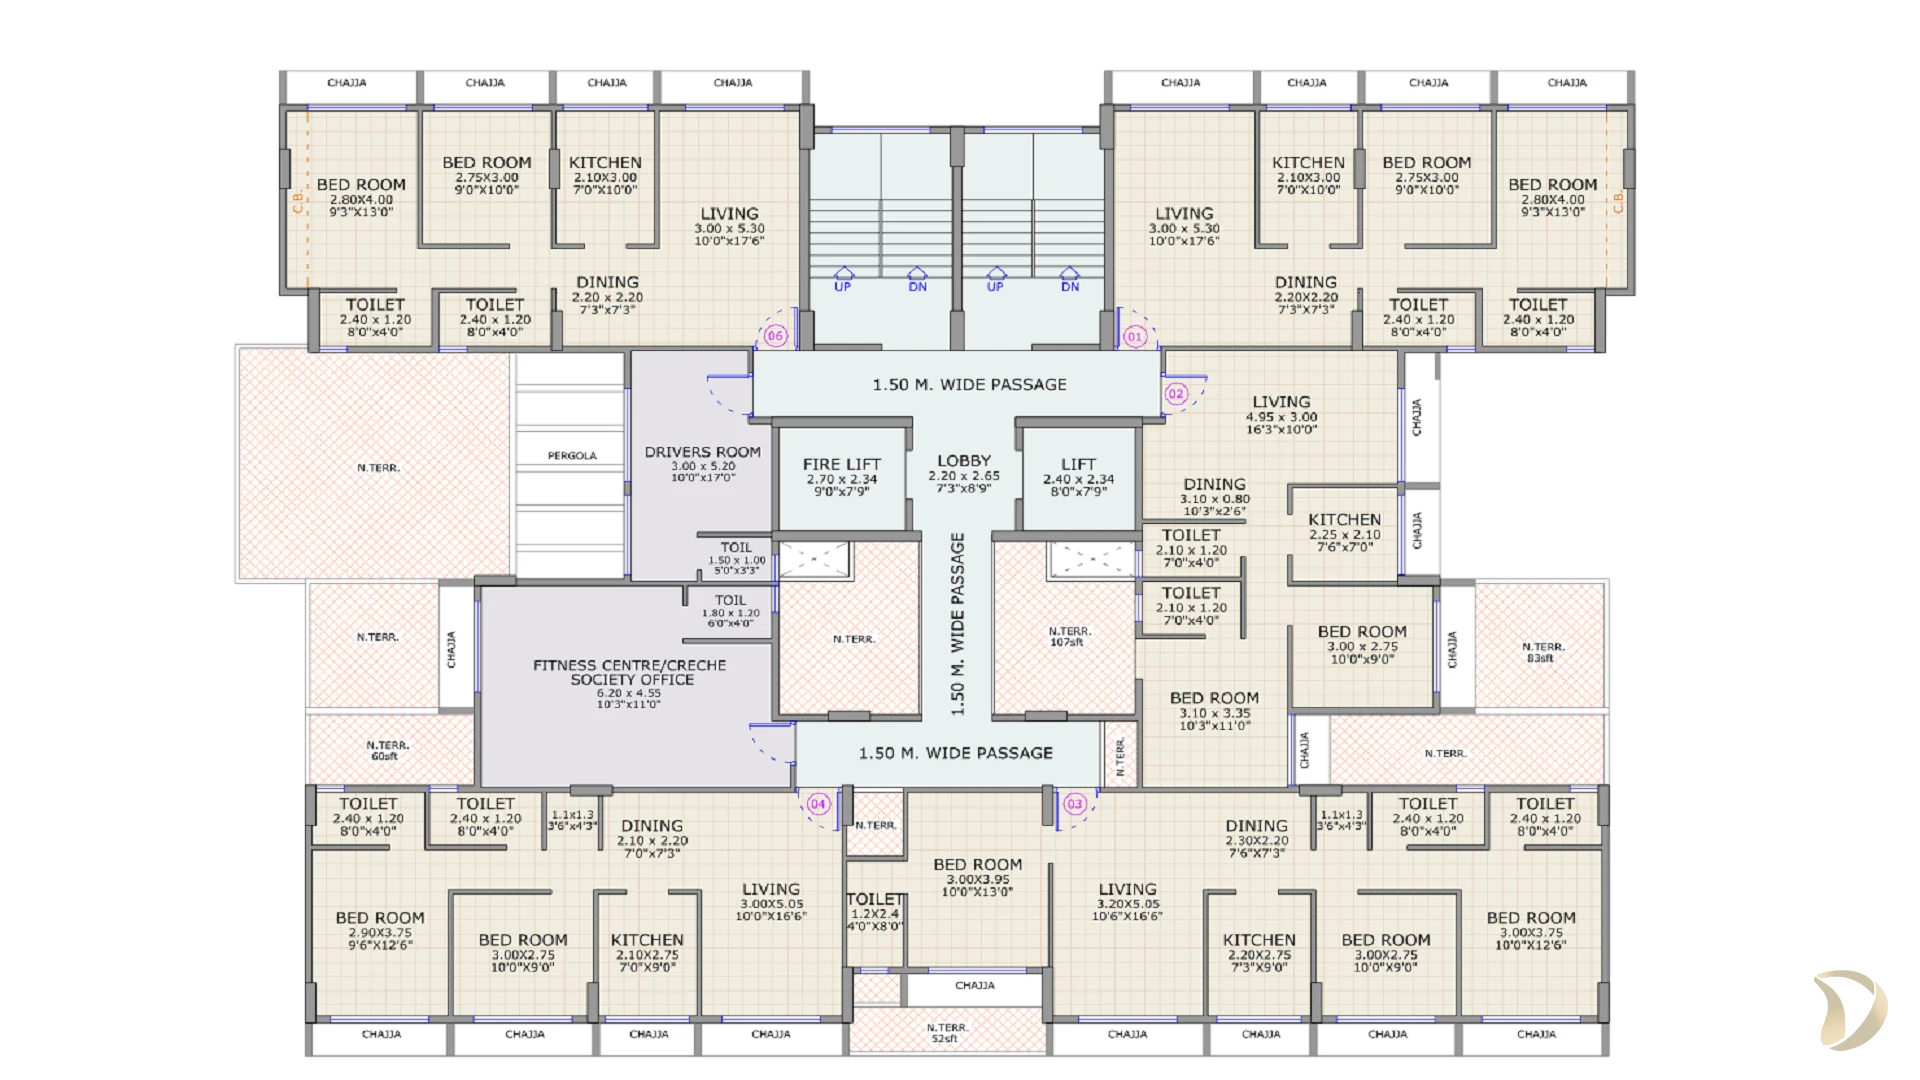 CHAJJA
CHAJJA
CHAJJA
CHAJJA
CHAJJA
CHAJJA
CHAJJA
CHAJJA
BED ROOM
2.80X4.00
9'3"X13'0"
C.B.
BED ROOM
2.75X3.00
9'0"X10'0"
KITCHEN
2.10X3.00
7'0"X10'0"
LIVING
3.00 x 5.30
10'0"x17'6"
DINING
2.20 x 2.20
7'3"x7'3"
TOILET
2.40 x 1.20
8'0"x4'0"
TOILET
2.40 x 1.20
8'0"x4'0"
06
UP
DN
UP
DN
LIVING
3.00 x 5.30
10'0"x17'6"
KITCHEN
2.10X3.00
7'0"X10'0"
BED ROOM
2.75X3.00
9'0"X10'0"
BED ROOM
2.80X4.00
9'3"X13'0"
C.B.
DINING
2.20X2.20
7'3"X7'3"
TOILET
2.40 x 1.20
8'0"x4'0"
TOILET
2.40 x 1.20
8'0"x4'0"
01
1.50 M. WIDE PASSAGE
02
N.TERR.
PERGOLA
DRIVERS ROOM
3.00 x 5.20
10'0"x17'0"
FIRE LIFT
2.70 x 2.34
9'0"x7'9"
LOBBY
2.20 x 2.65
7'3"x8'9"
LIFT
2.40 x 2.34
8'0"x7'9"
LIVING
4.95 x 3.00
16'3"x10'0"
CHAJJA
DINING
3.10 x 0.80
10'3"x2'6"
KITCHEN
2.25 x 2.10
7'6"x7'0"
CHAJJA
TOIL
1.50 x 1.00
5'0"x3'3"
TOILET
2.10 x 1.20
7'0"x4'0"
TOIL
1.80 x 1.20
6'0"x4'0"
TOILET
2.10 x 1.20
7'0"x4'0"
N.TERR.
CHAJJA
FITNESS CENTRE/CRECHE
SOCIETY OFFICE
6.20 x 4.55
10'3"x11'0"
N.TERR.
1.50 M. WIDE PASSAGE
N.TERR.
107sft
BED ROOM
3.00 x 2.75
10'0"x9'0"
CHAJJA
N.TERR.
83sft
BED ROOM
3.10 x 3.35
10'3"x11'0"
N.TERR.
60sft
1.50 M. WIDE PASSAGE
N.TERR.
CHAJJA
N.TERR.
TOILET
2.40 x 1.20
8'0"x4'0"
TOILET
2.40 x 1.20
8'0"x4'0"
1.1x1.3
3'6"x4'3"
DINING
2.10 x 2.20
7'0"x7'3"
04
N.TERR.
03
DINING
2.30X2.20
7'6"X7'3"
1.1x1.3
3'6"x4'3"
TOILET
2.40 x 1.20
8'0"x4'0"
TOILET
2.40 x 1.20
8'0"x4'0"
BED ROOM
2.90X3.75
9'6"X12'6"
BED ROOM
3.00X2.75
10'0"X9'0"
KITCHEN
2.10X2.75
7'0"X9'0"
LIVING
3.00X5.05
10'0"X16'6"
TOILET
1.2X2.4
4'0"X8'0"
BED ROOM
3.00X3.95
10'0"X13'0"
LIVING
3.20X5.05
10'6"X16'6"
KITCHEN
2.20X2.75
7'3"X9'0"
BED ROOM
3.00X2.75
10'0"X9'0"
BED ROOM
3.00X3.75
10'0"X12'6"
CHAJJA
N.TERR.
52sft
CHAJJA
CHAJJA
CHAJJA
CHAJJA
CHAJJA
CHAJJA
CHAJJA
CHAJJA